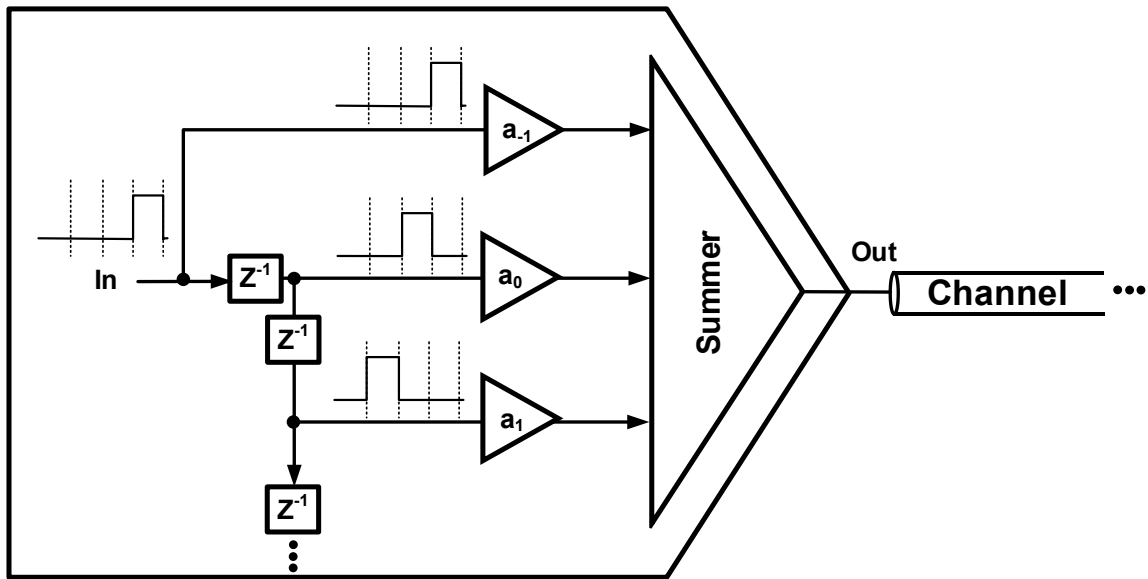 a₋₁
In
Z⁻¹
a₀
Z⁻¹
a₁
Z⁻¹
Summer
Out
Channel